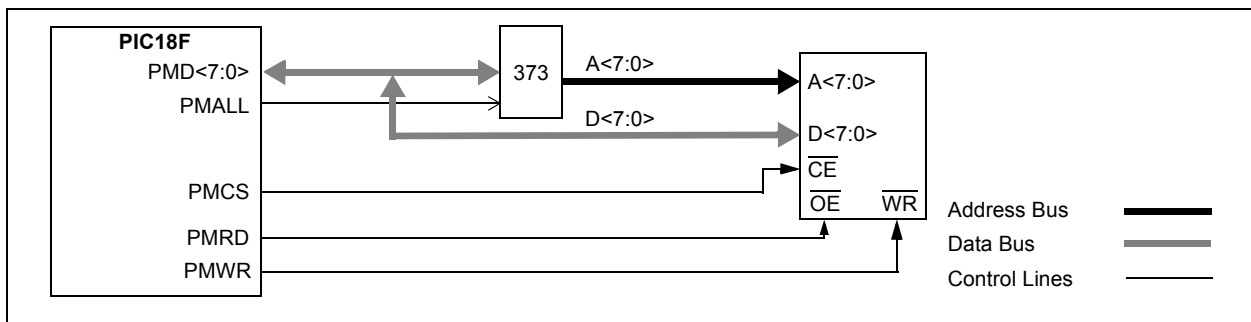 PIC18F
PMD<7:0>
373
A<7:0>
A<7:0>
PMALL
D<7:0>
D<7:0>
CE
PMCS
OE
WR
Address Bus
PMRD
Data Bus
PMWR
Control Lines